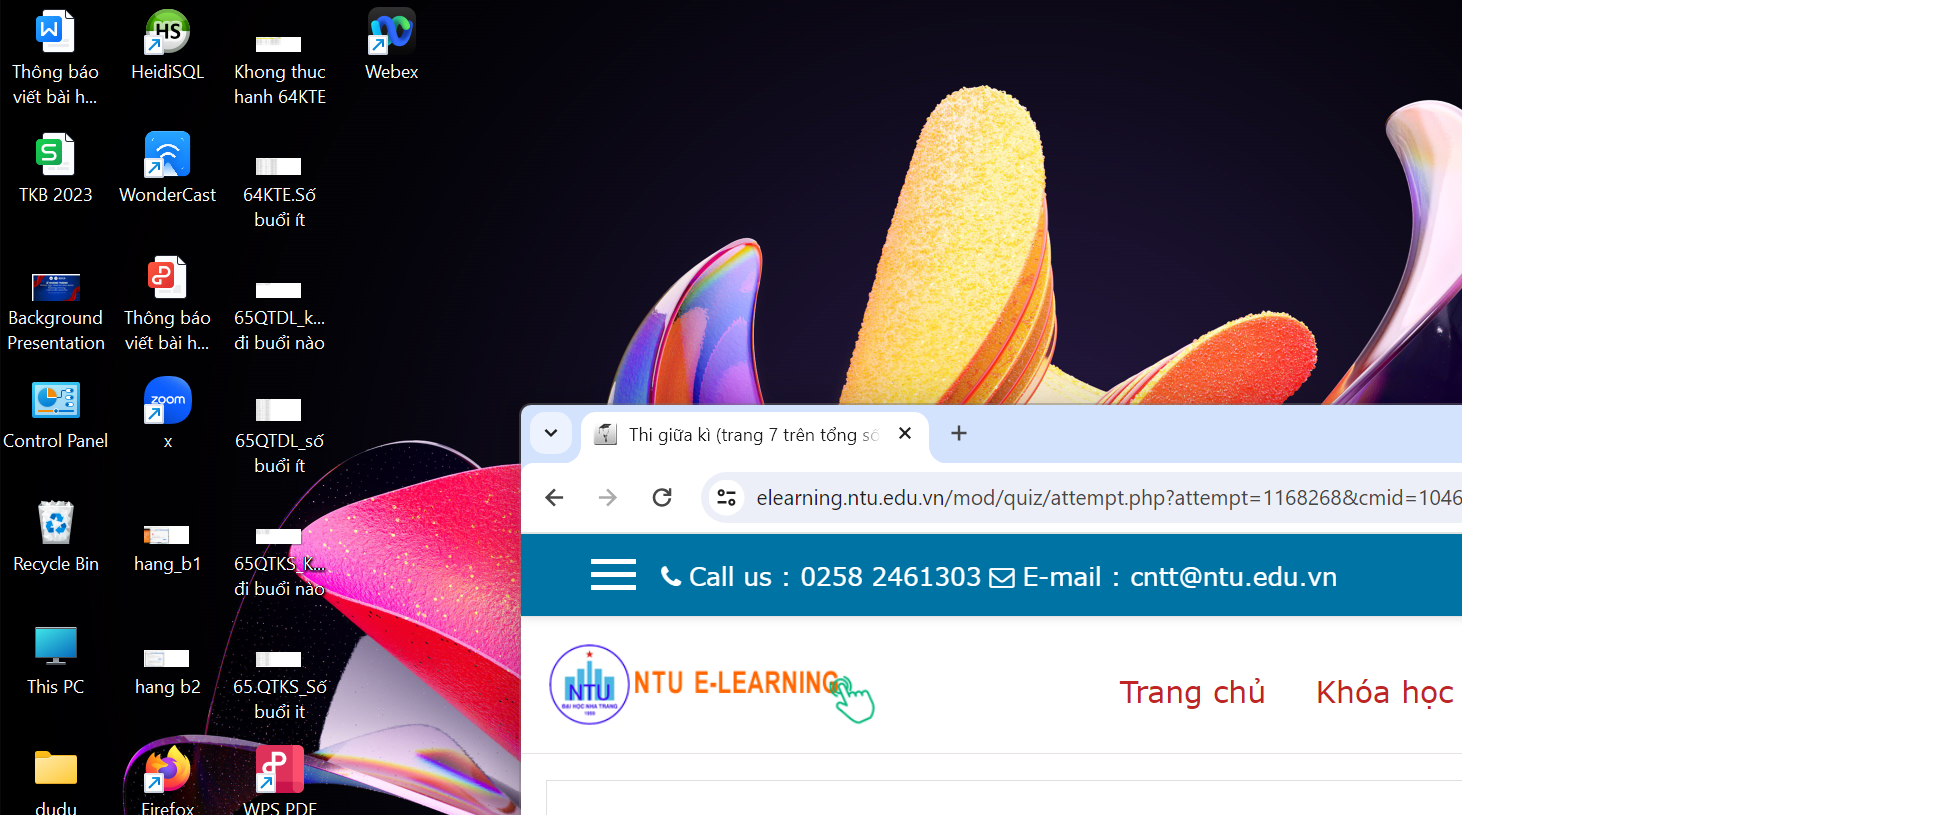 Thông báo
viết bài h...
HeidiSQL
Khong thuc
hanh 64KTE
Webex
TKB 2023
WonderCast
64KTE.Số
buổi ít
Background
Presentation
Thông báo
viết bài h...
65QTDL_k...
đi buổi nào
Control Panel
zoom
x
65QTDL_số
buổi ít
Recycle Bin
hang_b1
65QTKS_K...
đi buổi nào
This PC
hang b2
65.QTKS_Số
buổi it
dudu
Firefox
WPS PDF
Thi giữa kì (trang 7 trên tổng số
elearning.ntu.edu.vn/mod/quiz/attempt.php?attempt=1168268&cmid=1046
Call us : 0258 2461303 E-mail : cntt@ntu.edu.vn
NTU
ĐẠI HỌC NHA TRANG
1959
NTU E-LEARNING
Trang chủ
Khóa học